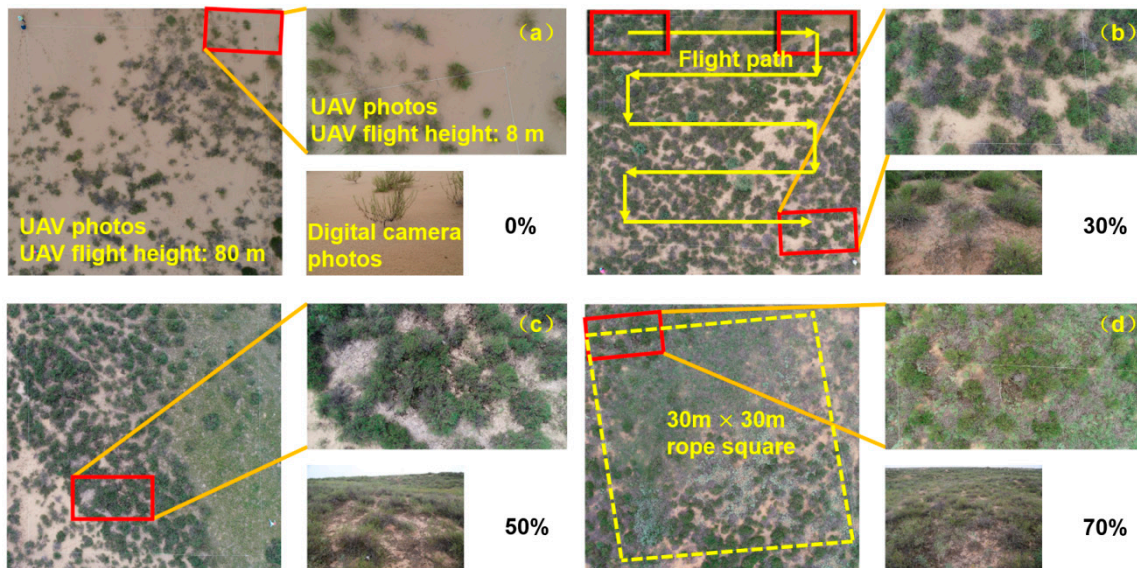 (a)
UAV photos
UAV flight height: 8 m
UAV photos
UAV flight height: 80 m
Digital camera
photos
0%
Flight path
(b)
30%
(c)
50%
(d)
30m × 30m
rope square
70%